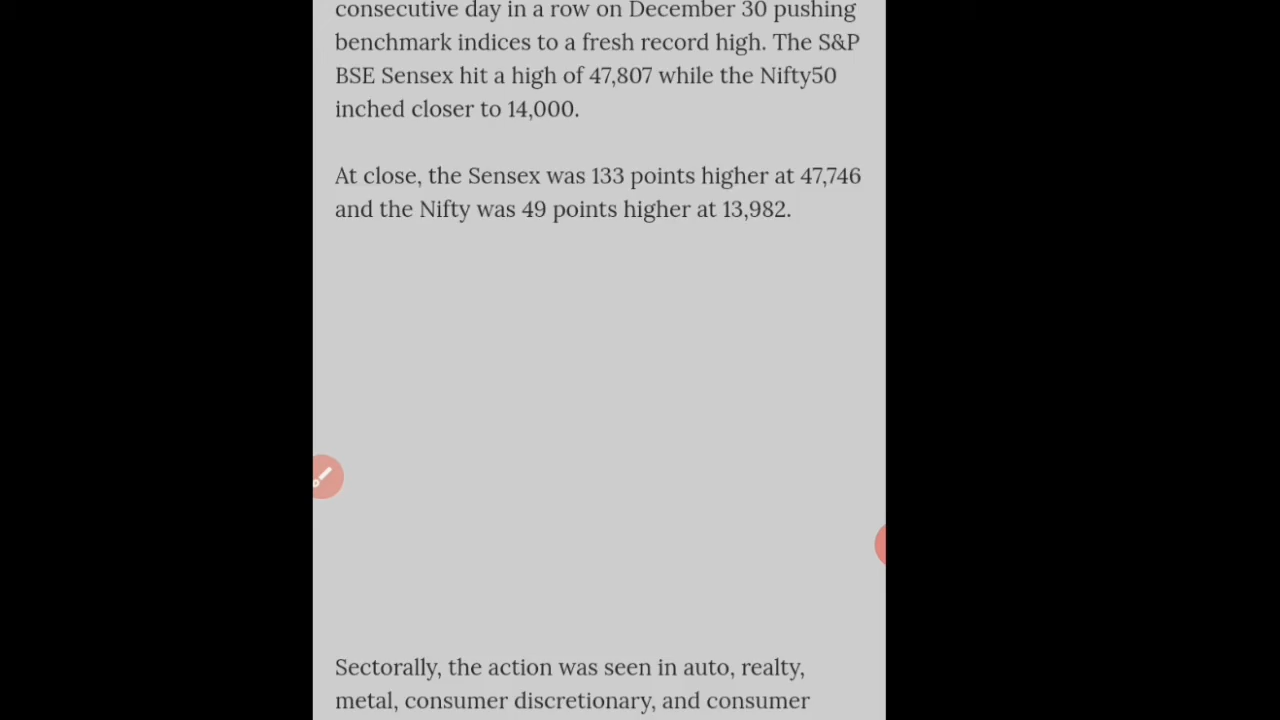 consecutive day in a row on December 30 pushing
benchmark indices to a fresh record high. The S&P
BSE Sensex hit a high of 47,807 while the Nifty50
inched closer to 14,000.
At close, the Sensex was 133 points higher at 47,746
and the Nifty was 49 points higher at 13,982.
Sectorally, the action was seen in auto, realty,
metal, consumer discretionary, and consumer